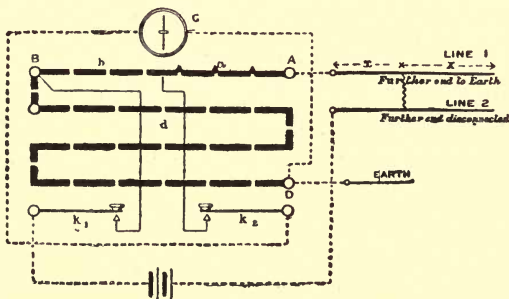 G
B
b
a
A
x
x
LINE 1
Further end to Earth
d
LINE 2
Further end disconnected
D
EARTH
k1
k2